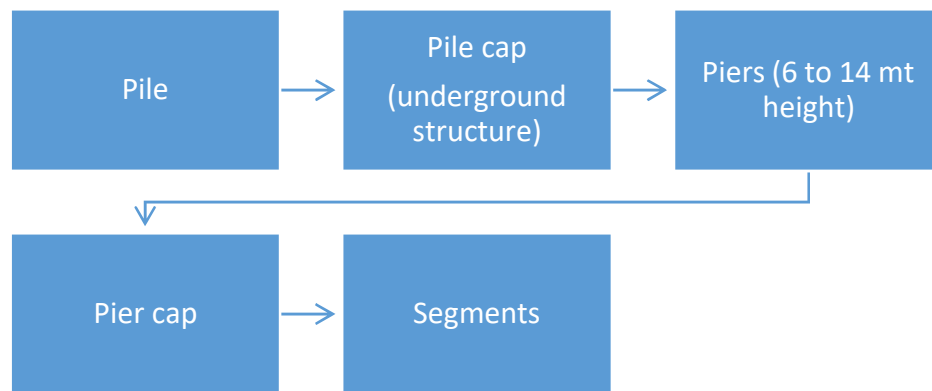 Pile
Pile cap
(underground
structure)
Piers (6 to 14 mt
height)
Pier cap
Segments